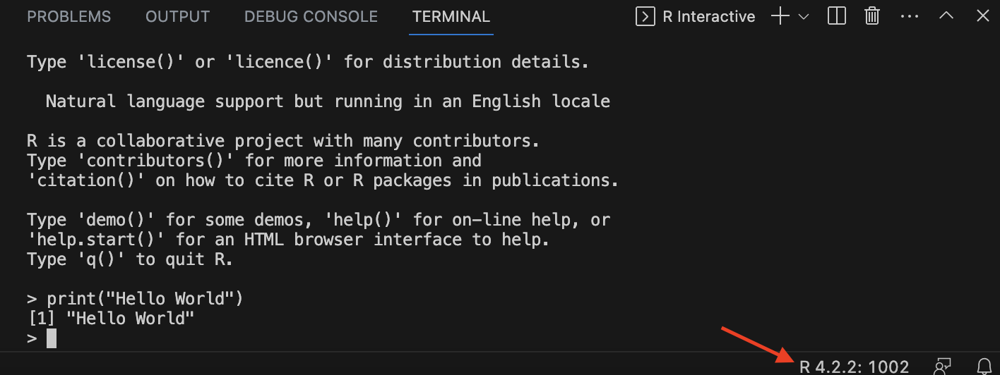 PROBLEMS OUTPUT DEBUG CONSOLE TERMINAL R Interactive
Type 'license()' or 'licence()' for distribution details.
Natural language support but running in an English locale
R is a collaborative project with many contributors.
Type 'contributors()' for more information and
'citation()' on how to cite R or R packages in publications.
Type 'demo()' for some demos, 'help()' for on-line help, or
'help.start()' for an HTML browser interface to help.
Type 'q()' to quit R.
> print("Hello World")
[1] "Hello World"
>
R 4.2.2: 1002